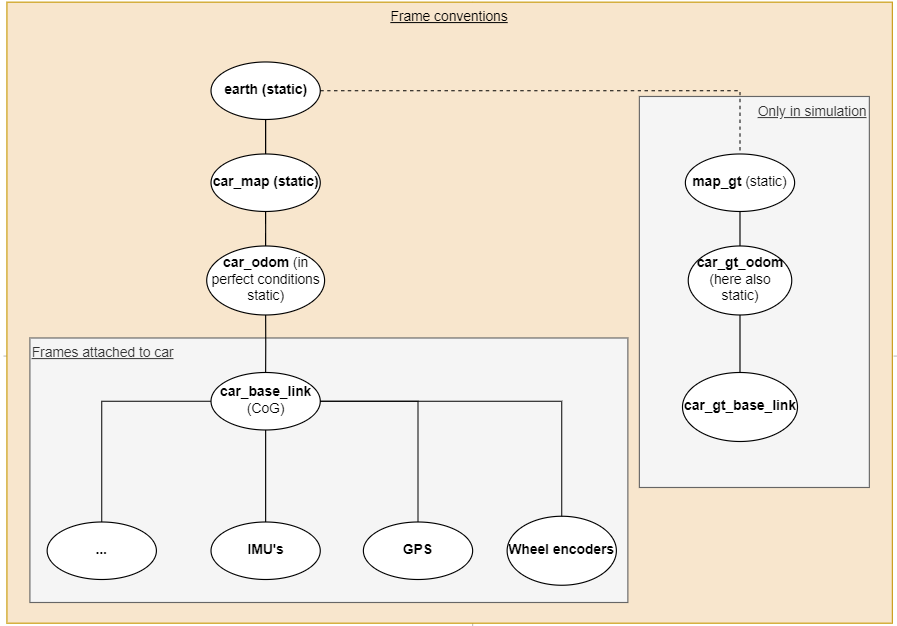 Frame conventions
earth (static)
Only in simulation
car_map (static)
map_gt (static)
car_odom (in
perfect conditions
static)
car_gt_odom
(here also
static)
Frames attached to car
car_base_link
(CoG)
car_gt_base_link
...
IMU's
GPS
Wheel encoders